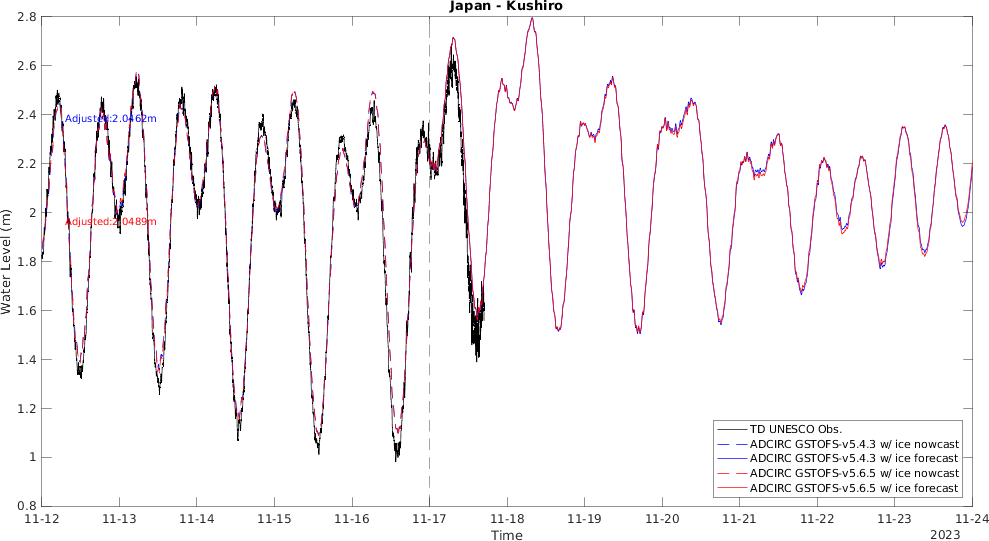 Japan - Kushiro
2.8
2.6
2.4
2.2
2
1.8
1.6
1.4
1.2
1
0.8
Water Level (m)
Adjusted:2.0462m
Adjusted:2.0489m
TD UNESCO Obs.
ADCIRC GSTOFS-v5.4.3 w/ ice nowcast
ADCIRC GSTOFS-v5.4.3 w/ ice forecast
ADCIRC GSTOFS-v5.6.5 w/ ice nowcast
ADCIRC GSTOFS-v5.6.5 w/ ice forecast
11-12 11-13 11-14 11-15 11-16 11-17 11-18 11-19 11-20 11-21 11-22 11-23 11-24
Time
2023